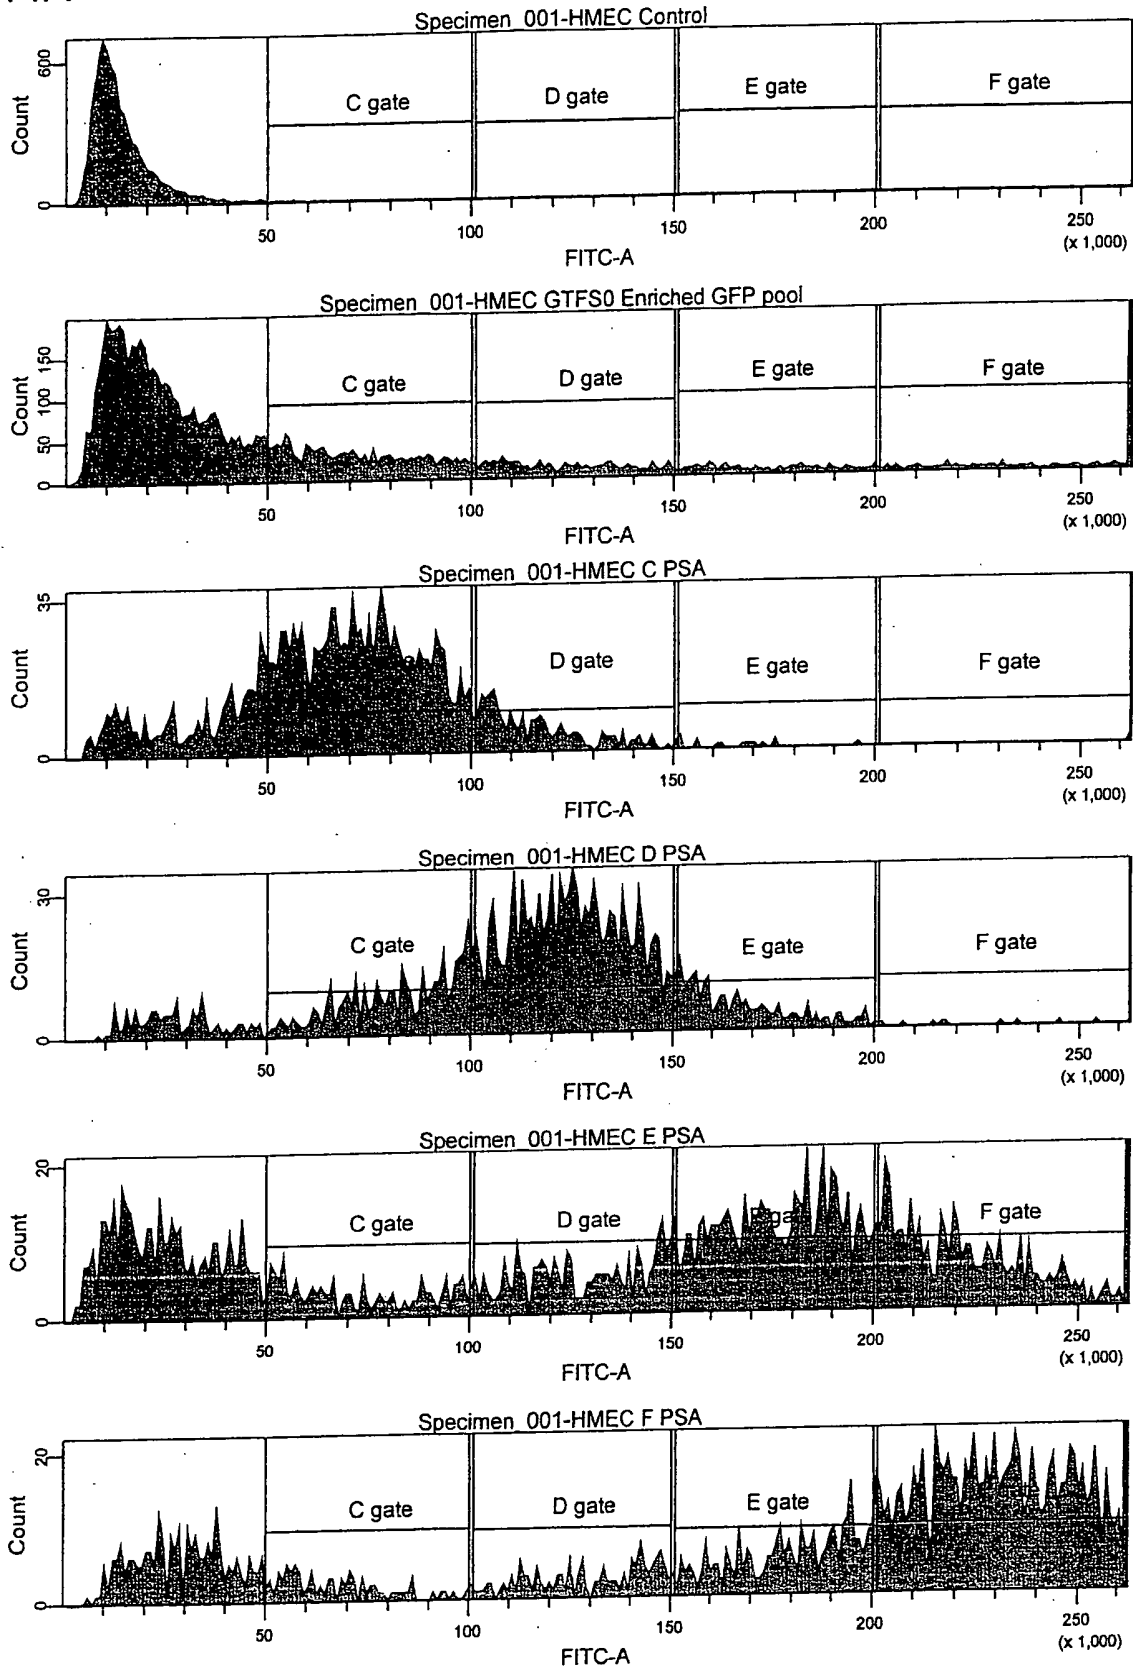 Specimen_001-HMEC Control
600
0
Count
C gate
D gate
E gate
F gate
50
100
150
200
250
(x 1,000)
FITC-A
Specimen_001-HMEC GTFS0 Enriched GFP pool
150
100
50
0
Count
C gate
D gate
E gate
F gate
50
100
150
200
250
(x 1,000)
FITC-A
Specimen_001-HMEC C PSA
35
0
Count
D gate
E gate
F gate
50
100
150
200
250
(x 1,000)
FITC-A
Specimen_001-HMEC D PSA
30
0
Count
C gate
E gate
F gate
50
100
150
200
250
(x 1,000)
FITC-A
Specimen_001-HMEC E PSA
20
0
Count
C gate
D gate
F gate
50
100
150
200
250
(x 1,000)
FITC-A
Specimen_001-HMEC F PSA
20
0
Count
C gate
D gate
E gate
50
100
150
200
250
(x 1,000)
FITC-A